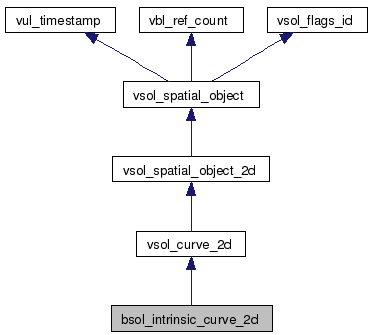 vul_timestamp vbl_ref_count vsol_flags_id
vsol_spatial_object
vsol_spatial_object_2d
vsol_curve_2d
bsol_intrinsic_curve_2d